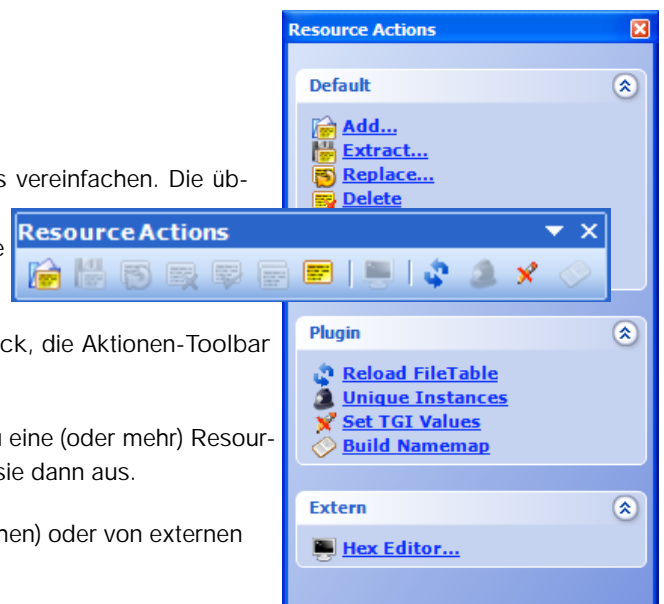 Resource Actions
Default
Add...
Extract...
Replace...
Delete
vereinfachen. Die üb-
Resource Actions
Plugin
Reload FileTable
Unique Instances
Set TGI Values
Build Namemap
die Aktionen-Toolbar
eine (oder mehr) Resour-
sie dann aus.
oder von externen
Extern
Hex Editor...